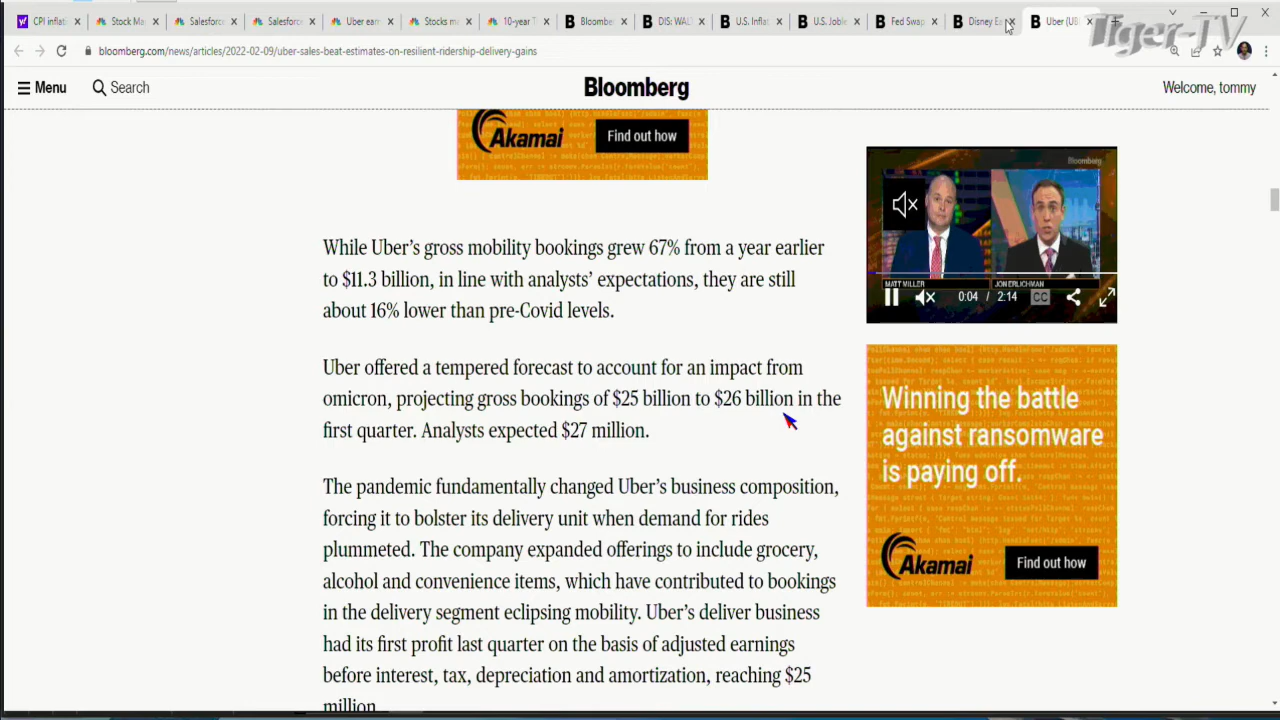 CPI inflati
Stock Ma
Salesforc
Salesforc
Uber earn
Stocks m
10-year T
Bloomber
DIS: WAL
U.S. Inflat
U.S. Joble
Fed Swap
Disney Ea
Uber (UB
Tiger-TV
bloomberg.com/news/articles/2022-02-09/uber-sales-beat-estimates-on-resilient-ridership-delivery-gains
Menu
Search
Bloomberg
Welcome, tommy
Akamai
Find out how
While Uber’s gross mobility bookings grew 67% from a year earlier
to $11.3 billion, in line with analysts’ expectations, they are still
about 16% lower than pre-Covid levels.
Uber offered a tempered forecast to account for an impact from
omicron, projecting gross bookings of $25 billion to $26 billion in the
first quarter. Analysts expected $27 million.
The pandemic fundamentally changed Uber’s business composition,
forcing it to bolster its delivery unit when demand for rides
plummeted. The company expanded offerings to include grocery,
alcohol and convenience items, which have contributed to bookings
in the delivery segment eclipsing mobility. Uber’s deliver business
had its first profit last quarter on the basis of adjusted earnings
before interest, tax, depreciation and amortization, reaching $25
million
Bloomberg
MATT MILLER
JON ERLICHMAN
0:04 / 2:14
CC
Winning the battle
against ransomware
is paying off.
Akamai
Find out how